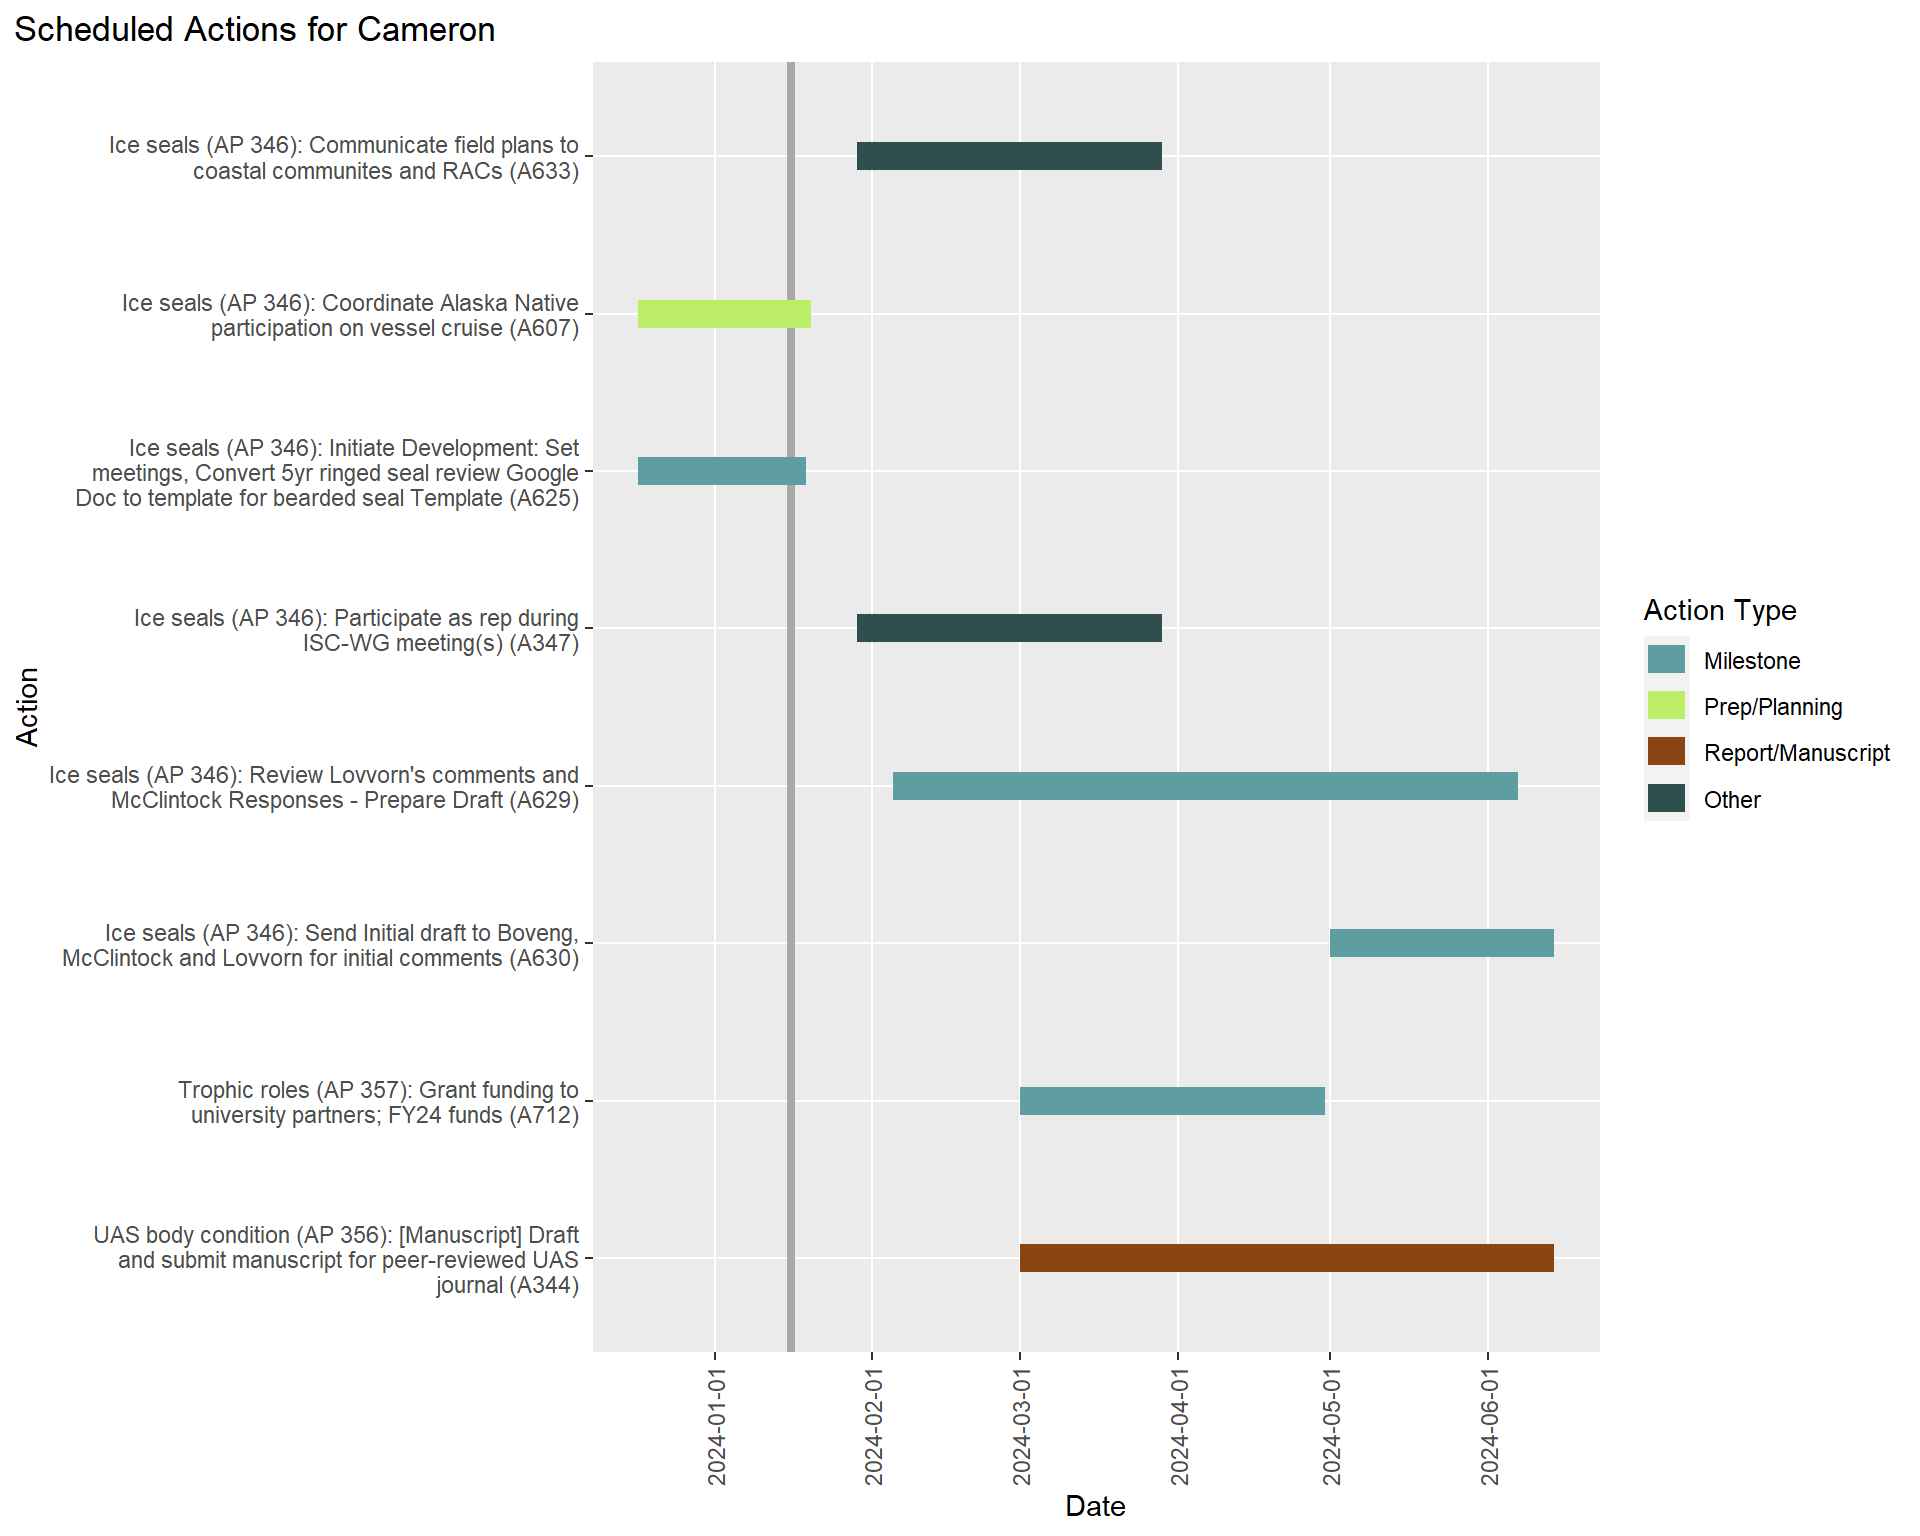 Scheduled Actions for Cameron
Ice seals (AP 346): Communicate field plans to
coastal communites and RACs (A633)
Ice seals (AP 346): Coordinate Alaska Native
participation on vessel cruise (A607)
Ice seals (AP 346): Initiate Development: Set
meetings, Convert 5yr ringed seal review Google
Doc to template for bearded seal Template (A625)
Ice seals (AP 346): Participate as rep during
ISC-WG meeting(s) (A347)
Ice seals (AP 346): Review Lovvorn's comments and
McClintock Responses - Prepare Draft (A629)
Ice seals (AP 346): Send Initial draft to Boveng,
McClintock and Lovvorn for initial comments (A630)
Trophic roles (AP 357): Grant funding to
university partners; FY24 funds (A712)
UAS body condition (AP 356): [Manuscript] Draft
and submit manuscript for peer-reviewed UAS
journal (A344)
Action
2024-01-01
2024-02-01
2024-03-01
2024-04-01
2024-05-01
2024-06-01
Date
Action Type
Milestone
Prep/Planning
Report/Manuscript
Other